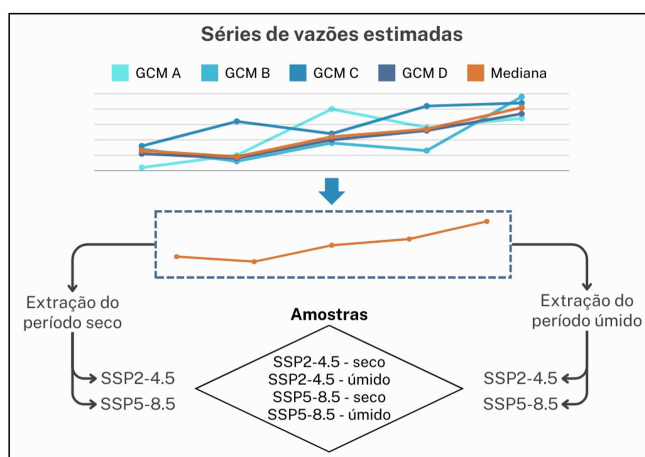 Séries de vazões estimadas
GCM A GCM B GCM C GCM D Mediana
Extração do
período seco
SSP2-4.5
SSP5-8.5
Amostras
SSP2-4.5 - seco
SSP2-4.5 - úmido
SSP5-8.5 - seco
SSP5-8.5 - úmido
Extração do
período úmido
SSP2-4.5
SSP5-8.5